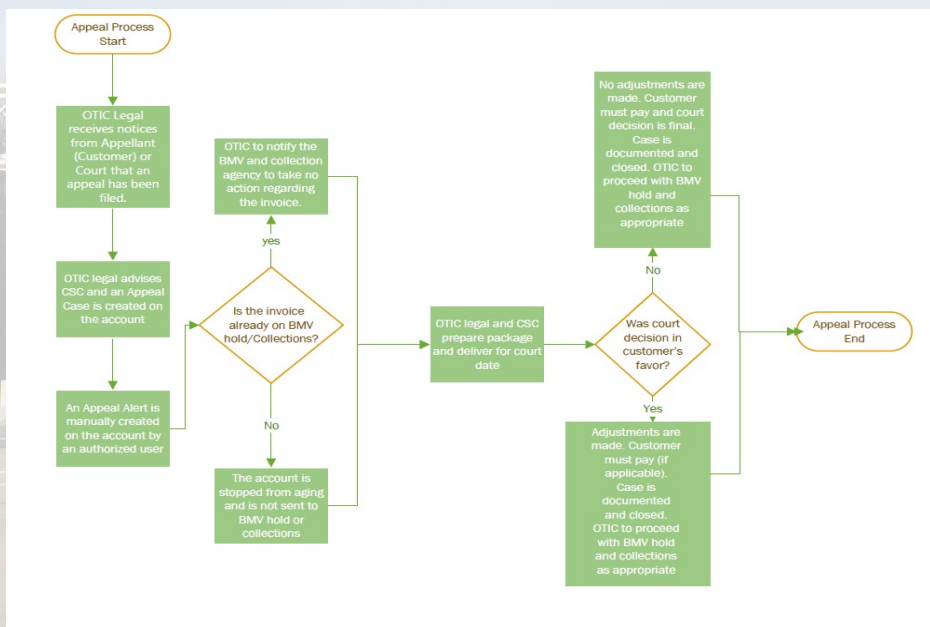 Appeal Process
Start
OTIC Legal
receives notices
from Appellant
(Customer) or
Court that an
appeal has been
filed.
OTIC legal advises
CSC and an Appeal
Case is created on
the account
An Appeal Alert is
manually created
on the account by
an authorized user
OTIC to notify the
BMV and collection
agency to take no
action regarding
the invoice.
yes
Is the invoice
already on BMV
hold/Collections?
No
The account is
stopped from aging
and is not sent to
BMV hold or
collections
OTIC legal and CSC
prepare package
and deliver for court
date
No adjustments are
made. Customer
must pay and court
decision is final.
Case is
documented and
closed. OTIC to
proceed with BMV
hold and
collections as
appropriate
No
Was court
decision in
customer's
favor?
Yes
Adjustments are
made. Customer
must pay (if
applicable).
Case is
documented
and closed.
OTIC to proceed
with BMV hold
and collections
as appropriate
Appeal Process
End